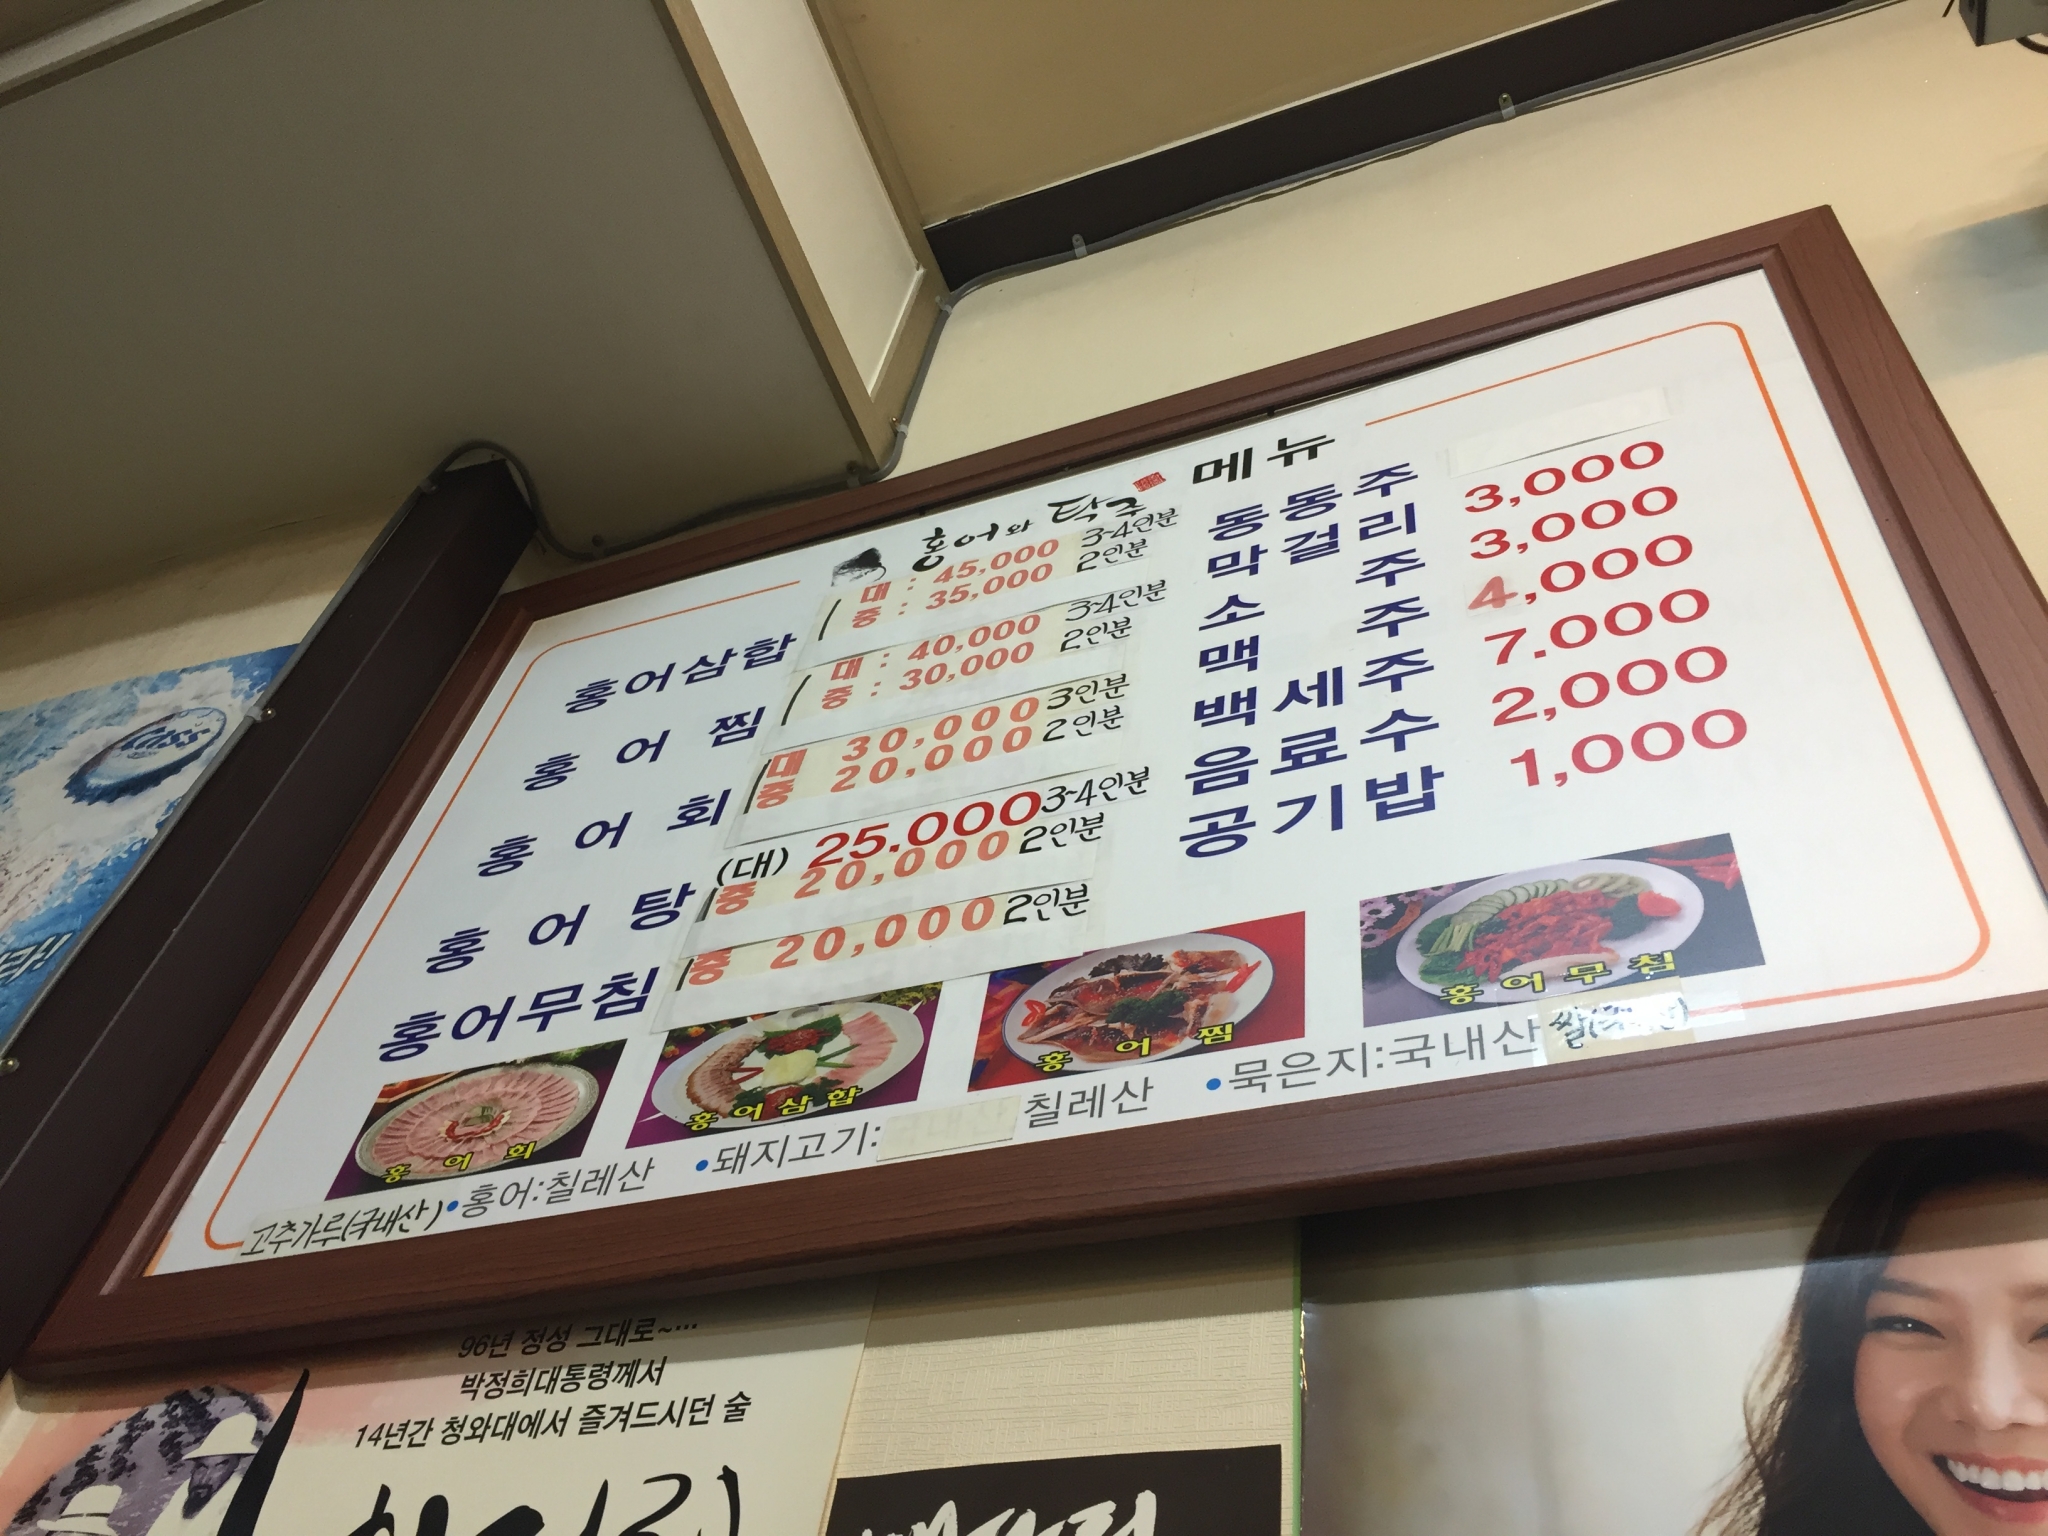 홍어와 탁주 메뉴
홍어삼합 대 : 45,000 3~4인분
중 : 35,000 2인분
홍어찜 대 : 40,000 3~4인분
중 : 30,000 2인분
홍어회 대 30,000 3인분
중 20,000 2인분
홍어탕 (대) 25.000 3~4인분
중 20,000 2인분
홍어무침 중 20,000 2인분
동동주
막걸리 3,000
소주 3,000
맥주 4,000
백세주 7.000
음료수 2,000
공기밥 1,000
홍어회
홍어삼합
홍어찜
홍어무침
고추가루(국내산)
•홍어:칠레산 •돼지고기: 칠레산 •묵은지:국내산 쌀
96년 정성 그대로~…
박정희대통령께서
14년간 청와대에서 즐겨드시던 술